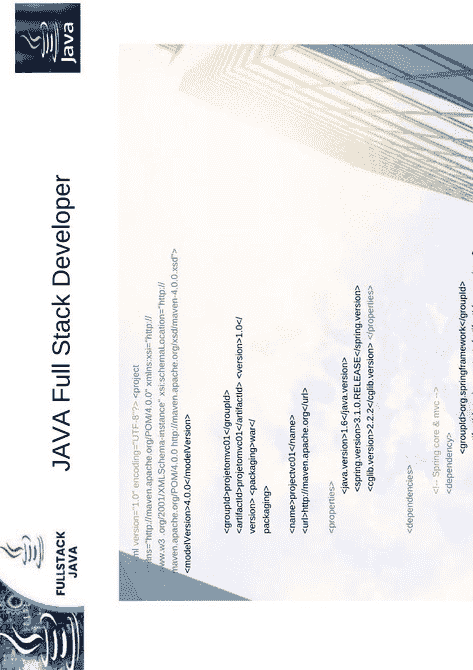 FULLSTACK
JAVA
JAVA Full Stack Developer
Java
version="1.0" encoding="UTF-8"?> <project
xmlns="http://maven.apache.org/POM/4.0.0" xmlns:xsi="http://
www.w3 .org/2001/XMLSchema-instance" xsi:schemaLocation="http://
maven.apache.org/POM/4.0.0 http://maven.apache.org/xsd/maven-4.0.0.xsd">
<modelVersion>4.0.0</modelVersion>
<groupId>projetomvc01</groupId>
<artifactId>projetomvc01</artifactId> <version>1.0</
version> <packaging>war</
packaging>
<name>projectvc01</name>
<url>http://maven.apache.org</url>
<properties>
<java.version>1.6</java.version>
<spring.version>3.1.0.RELEASE</spring.version>
<cglib.version>2.2.2</cglib.version> </properties>
<dependencies>
<!-- Spring core & mvc -->
<dependency>
<groupId>org.springframework</groupId>